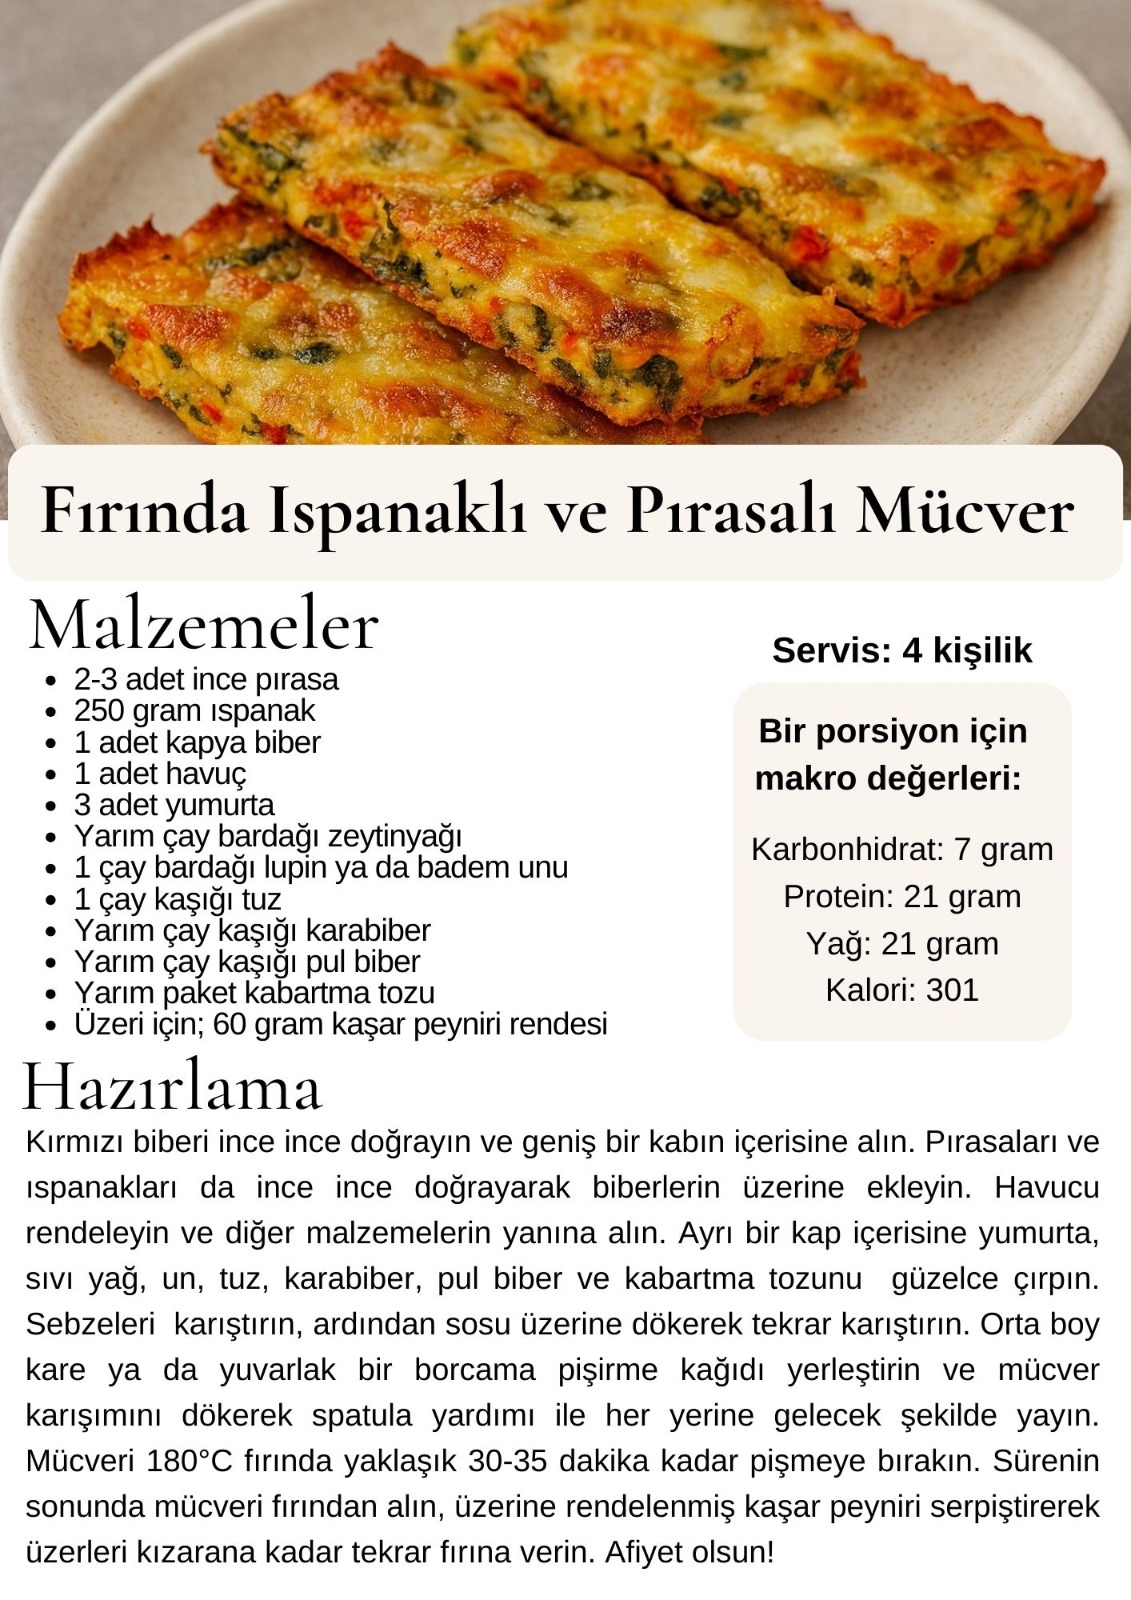 Fırında Ispanaklı ve Pırasalı Mücver
Malzemeler
• 2-3 adet ince pırasa
• 250 gram ıspanak
• 1 adet kapya biber
• 1 adet havuç
• 3 adet yumurta
• Yarım çay bardağı zeytinyağı
• 1 çay bardağı lupin ya da badem unu
• 1 çay kaşığı tuz
• Yarım çay kaşığı karabiber
• Yarım çay kaşığı pul biber
• Yarım paket kabartma tozu
• Üzeri için; 60 gram kaşar peyniri rendesi
Servis: 4 kişilik
Bir porsiyon için
makro değerleri:
Karbonhidrat: 7 gram
Protein: 21 gram
Yağ: 21 gram
Kalori: 301
Hazırlama
Kırmızı biberi ince ince doğrayın ve geniş bir kabın içerisine alın. Pırasaları ve
ıspanakları da ince ince doğrayarak biberlerin üzerine ekleyin. Havucu
rendeleyin ve diğer malzemelerin yanına alın. Ayrı bir kap içerisine yumurta,
sıvı yağ, un, tuz, karabiber, pul biber ve kabartma tozunu güzelce çırpın.
Sebzeleri karıştırın, ardından sosu üzerine dökerek tekrar karıştırın. Orta boy
kare ya da yuvarlak bir borcama pişirme kağıdı yerleştirin ve mücver
karışımını dökerek spatula yardımı ile her yerine gelecek şekilde yayın.
Mücveri 180°C fırında yaklaşık 30-35 dakika kadar pişmeye bırakın. Sürenin
sonunda mücveri fırından alın, üzerine rendelenmiş kaşar peyniri serpiştirerek
üzerleri kızarana kadar tekrar fırına verin. Afiyet olsun!